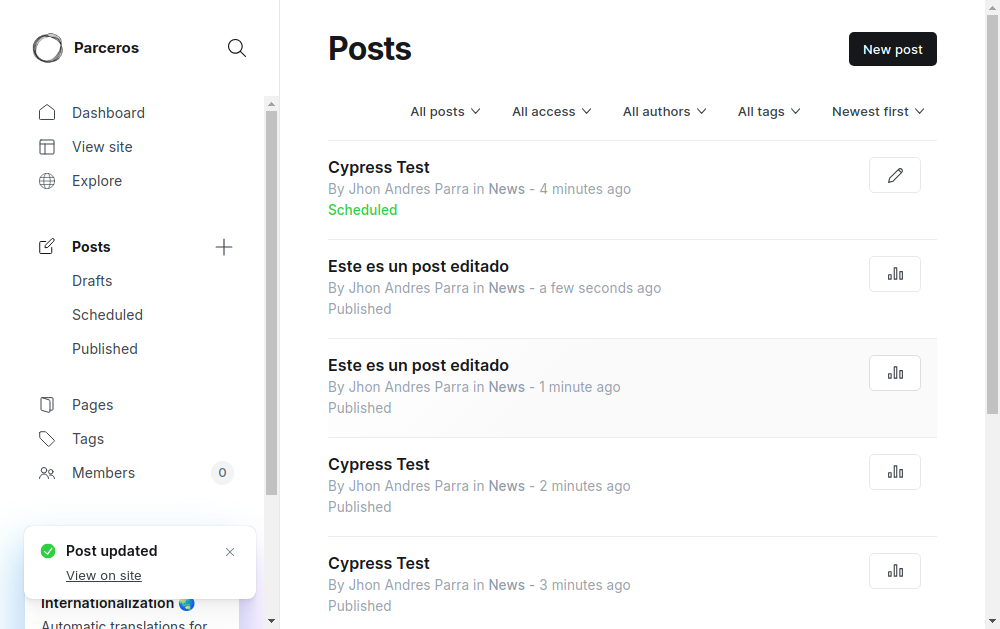 Parceros
Dashboard
View site
Explore
Posts
Drafts
Scheduled
Published
Pages
Tags
Members 0
Post updated
View on site
Internationalization 🌏
Automatic translations for
Posts
New post
All posts All access All authors All tags Newest first
Cypress Test
By Jhon Andres Parra in News - 4 minutes ago
Scheduled
Este es un post editado
By Jhon Andres Parra in News - a few seconds ago
Published
Este es un post editado
By Jhon Andres Parra in News - 1 minute ago
Published
Cypress Test
By Jhon Andres Parra in News - 2 minutes ago
Published
Cypress Test
By Jhon Andres Parra in News - 3 minutes ago
Published